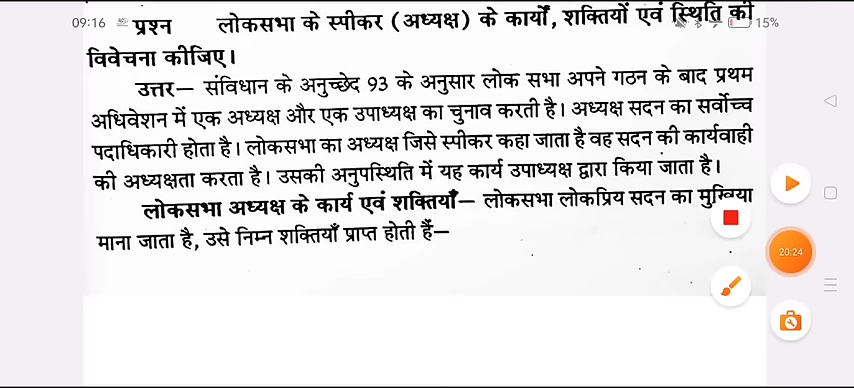 09:16
15%
प्रश्न लोकसभा के स्पीकर (अध्यक्ष) के कार्यों, शक्तियों एवं स्थिति की
विवेचना कीजिए।
उत्तर— संविधान के अनुच्छेद 93 के अनुसार लोक सभा अपने गठन के बाद प्रथम
अधिवेशन में एक अध्यक्ष और एक उपाध्यक्ष का चुनाव करती है। अध्यक्ष सदन का सर्वोच्च
पदाधिकारी होता है। लोकसभा का अध्यक्ष जिसे स्पीकर कहा जाता है वह सदन की कार्यवाही
की अध्यक्षता करता है। उसकी अनुपस्थिति में यह कार्य उपाध्यक्ष द्वारा किया जाता है।
लोकसभा अध्यक्ष के कार्य एवं शक्तियाँ— लोकसभा लोकप्रिय सदन का मुखिया
माना जाता है, उसे निम्न शक्तियाँ प्राप्त होती हैं—
20:24